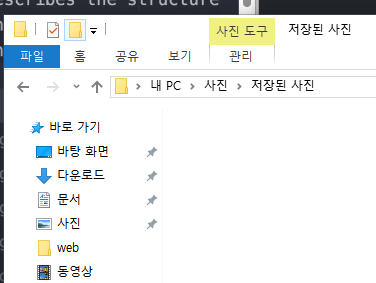 escribes the structure
사진 도구 저장된 사진
파일 홈 공유 보기 관리
내 PC 사진 저장된 사진
바로 가기
바탕 화면
다운로드
문서
사진
web
동영상